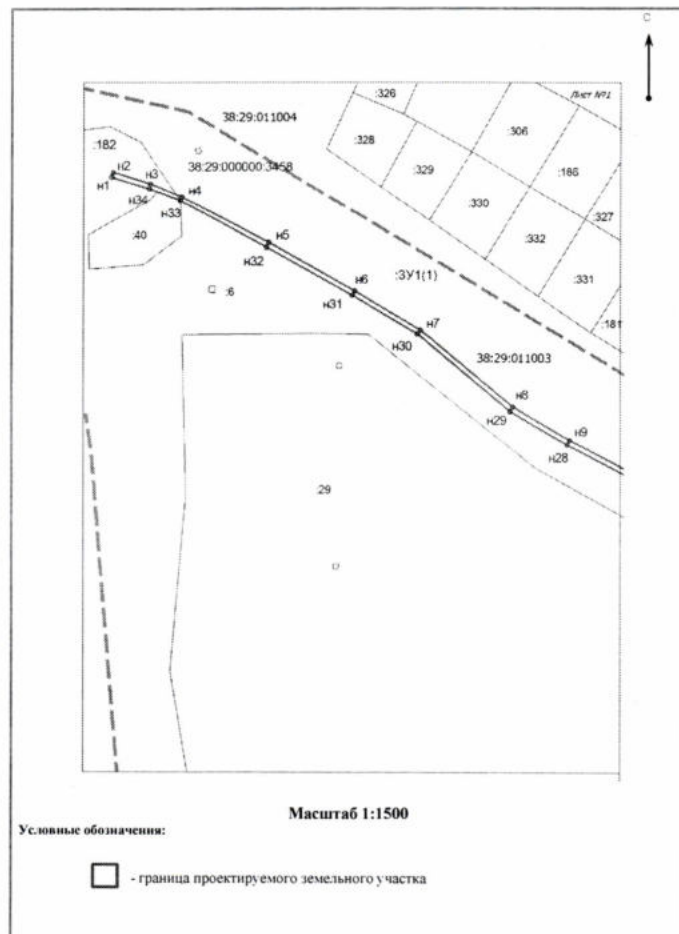 Лист №1
:326
38:29:011004
:306
:328
:182
38:29:000000:3458
:329
:186
н2
н3
н1
н34
н4
н33
:330
:327
:40
:332
н5
н32
:3У1(1)
:331
:6
н6
н31
:181
н7
н30
38:29:011003
н8
н29
н9
н28
:29
Масштаб 1:1500
Условные обозначения:
- граница проектируемого земельного участка